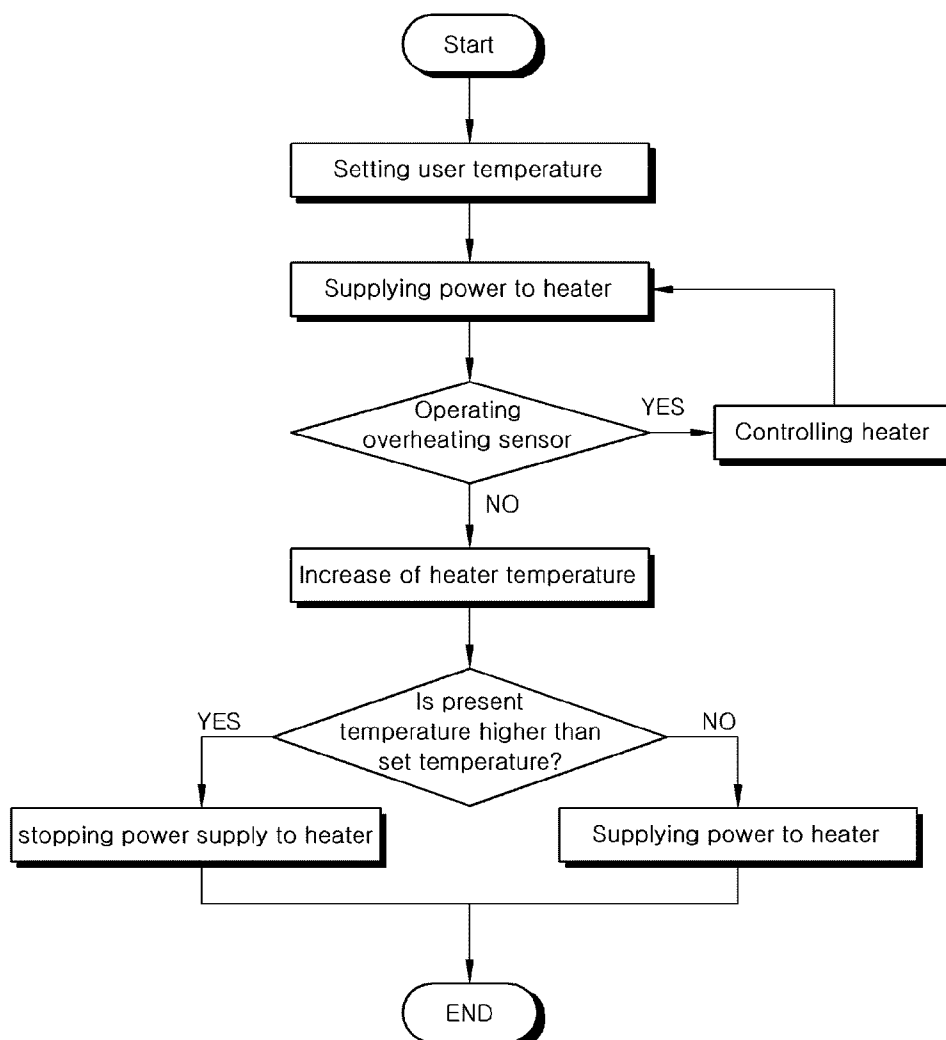 Start
Setting user temperature
Supplying power to heater
Operating
overheating sensor
YES
Controlling heater
NO
Increase of heater temperature
Is present
temperature higher than
set temperature?
YES
NO
stopping power supply to heater
Supplying power to heater
END